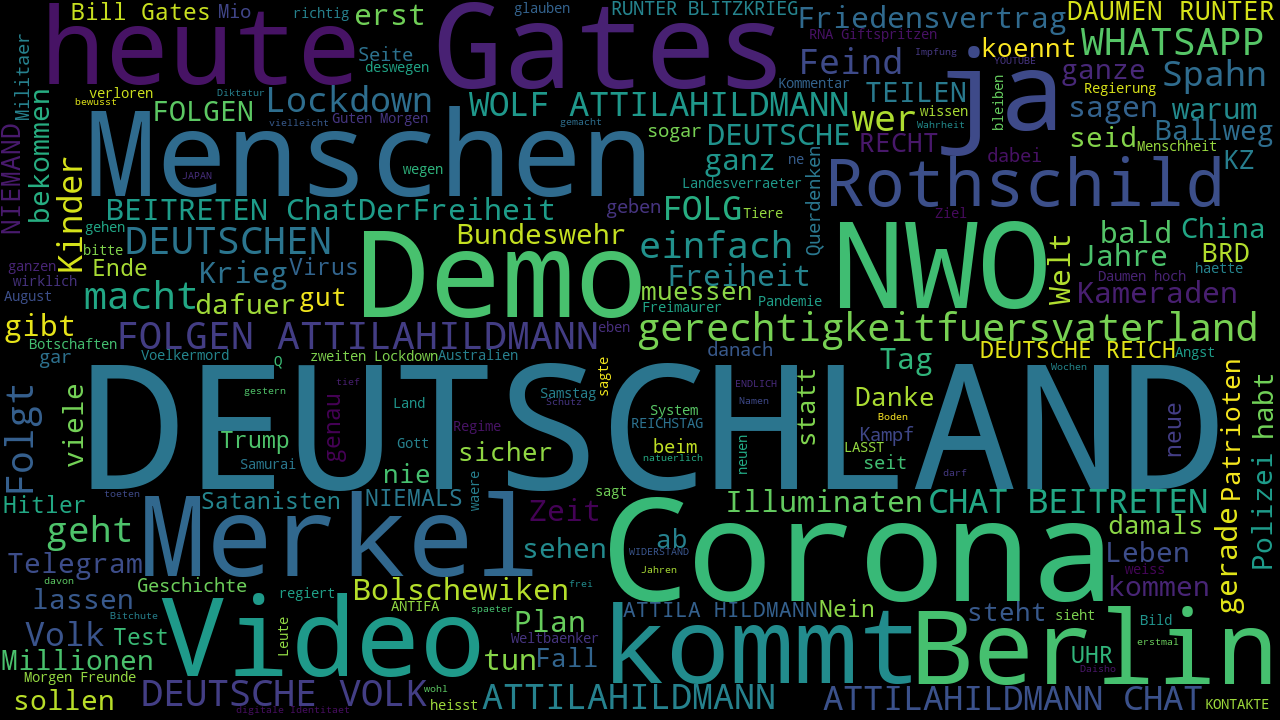 Bill Gates Mio richtig erst glauben RUNTER BLITZKRIEG Friedensvertrag DAUMEN RUNTER
heute Gates RNA Giftspritzen koennt WHATSAPP
Militaer Seite deswegen Impfung Feind YOUTUBE ja ganze Spahn
verloren bewusst Diktatur Lockdown Kommentar TEILEN Regierung
FOLGEN vielleicht Guten Morgen WOLF ATTILAHILDMANN gemacht wer wissen bleiben sagen warum
NIEMAND bekommen Menschen sogar DEUTSCHE RECHT Wahrheit seid Ballweg Menschheit
Kinder JAPAN wegen ganz ne dabei KZ
Landesverraeter Rothschild
BEITRETEN ChatDerFreiheit geben FOLG Tiere Querdenken Ziel
gehen bitte DEUTSCHEN Demo Bundeswehr einfach NWO Welt bald China
ganzen wirklich Ende Krieg Virus Freiheit Jahre BRD
August macht dafuer gut muessen Freimaurer Pandemie Daumen hoch haette Kameraden
gibt Botschaften FOLGEN ATTILAHILDMANN eben gerechtigkeitfuersvaterland
gar Voelkermord Q zweiten Lockdown Australien sagte danach Tag DEUTSCHE REICH Angst
Folgt viele DEUTSCHLAND gestern tief Samstag ENDLICH Wochen Patrioten habt
genau Land Schutz Namen statt Danke Boden neue
Trump Gott Regime System REICHSTAG Kampf
Samurai sicher beim natuerlich neuen LASST seit darf
Hitler toeten Satanisten nie NIEMALS waere sagt Illuminaten CHAT BEITRETEN Polizei
geht Merkel Zeit Corona damals gerade
Telegram sehen ab WIDERSTAND Leben
davon Geschichte Jahren weiss
lassen regiert Bolschewiken frei kommen
Bitchute ANTIFA spaeter ATTILA HILDMANN Nein steht sieht Bild
Volk Test Video Leute Plan Weltbaenker kommt Berlin erstmal
Millionen tun Fall UHR Daisho
Morgen Freunde
sollen DEUTSCHE VOLK wohl heisst ATTILAHILDMANN ATTILAHILDMANN CHAT KONTAKTE
digitale Identitaet